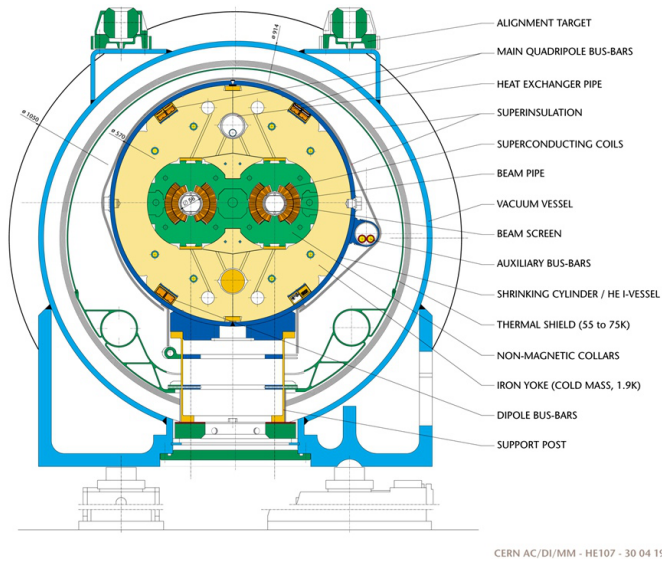 ALIGNMENT TARGET
MAIN QUADRIPOLE BUS-BARS
HEAT EXCHANGER PIPE
SUPERINSULATION
SUPERCONDUCTING COILS
BEAM PIPE
VACUUM VESSEL
BEAM SCREEN
AUXILIARY BUS-BARS
SHRINKING CYLINDER / HE I-VESSEL
THERMAL SHIELD (55 to 75K)
NON-MAGNETIC COLLARS
IRON YOKE (COLD MASS, 1.9K)
DIPOLE BUS-BARS
SUPPORT POST
ø 914
ø 1050
ø 570
CERN AC/DI/MM - HE107 - 30 04 19